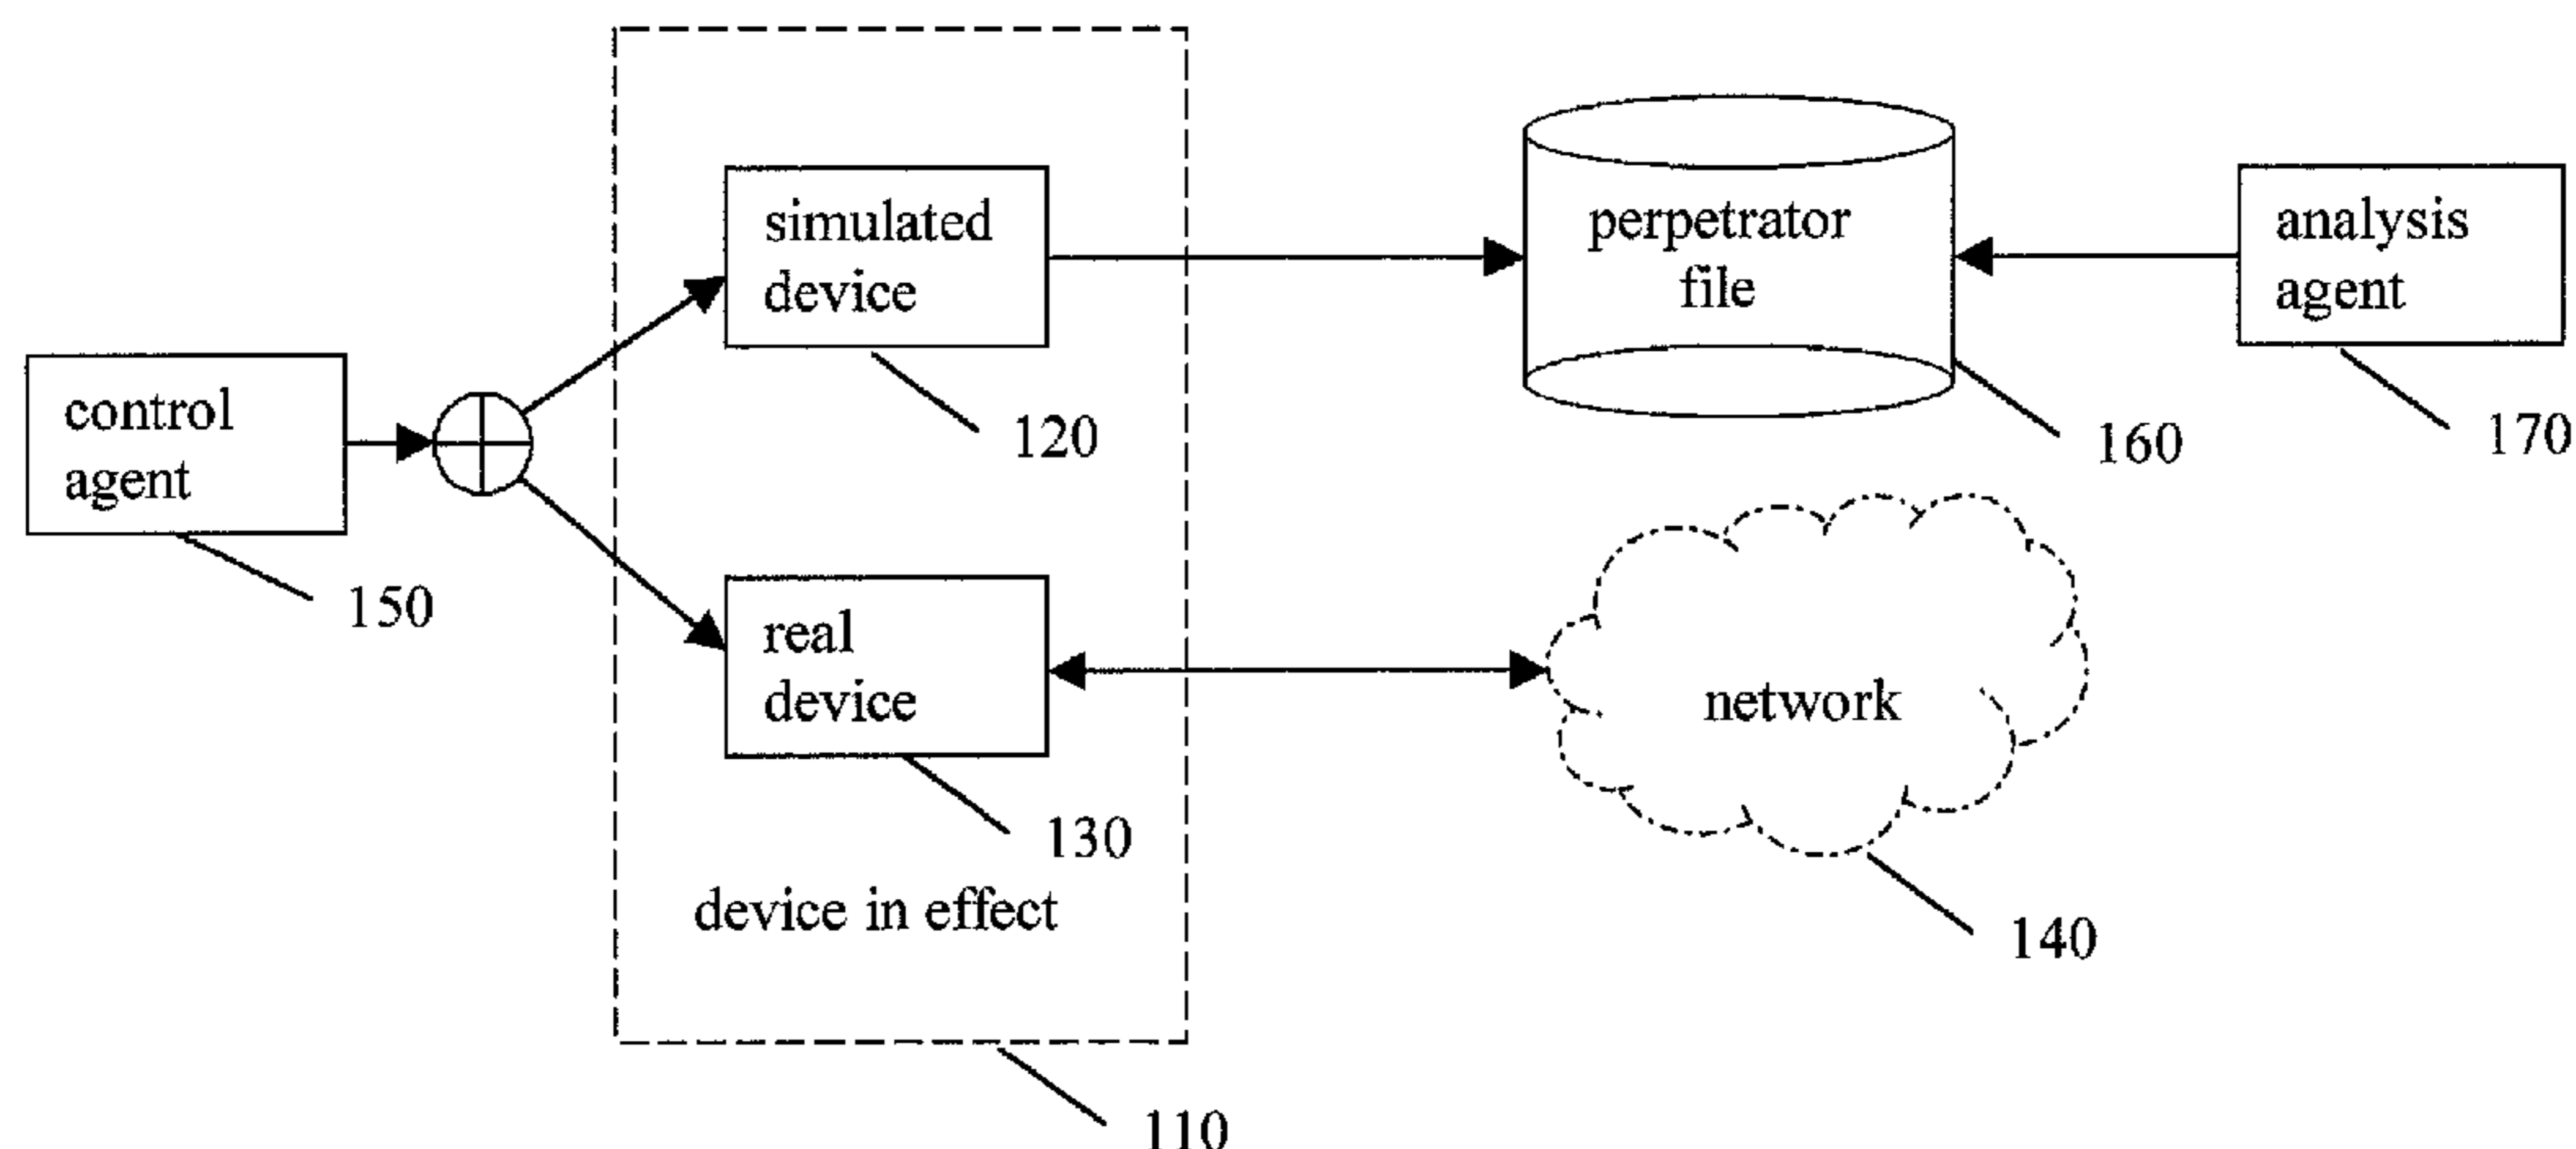 simulated
device
120
perpetrator
file
160
analysis
agent
170
control
agent
150
real
device
130
network
140
device in effect
110